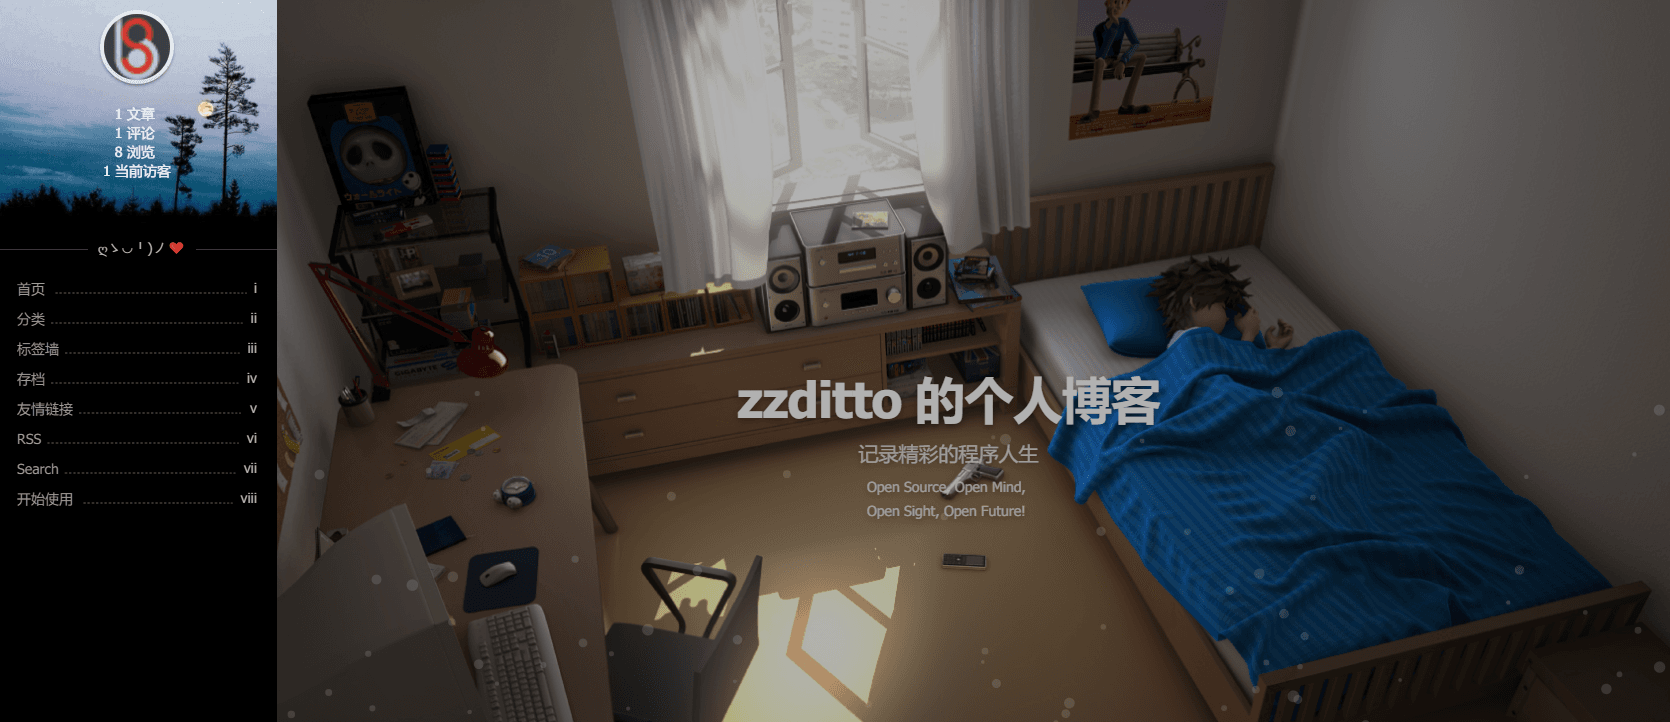 1 文章
1 评论
8 浏览
1 当前访客
首页 i
分类 ii
标签墙 iii
存档 iv
友情链接 v
RSS vi
Search vii
开始使用 viii
zzditto 的个人博客
记录精彩的程序人生
Open Source, Open Mind,
Open Sight, Open Future!
GIGABYTE